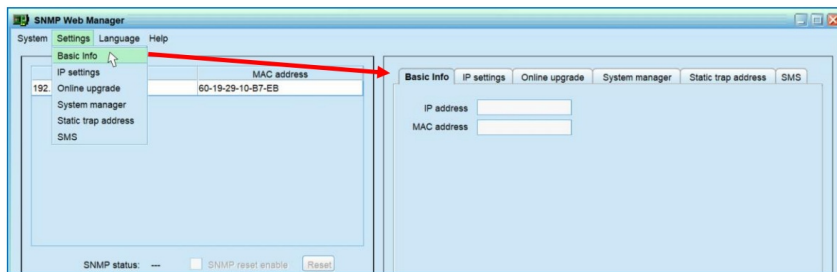 SNMP Web Manager
System Settings Language Help
Basic Info
IP settings
Online upgrade
System manager
Static trap address
SMS
MAC address
192.
60-19-29-10-B7-EB
SNMP status: --- SNMP reset enable Reset
Basic Info IP settings Online upgrade System manager Static trap address SMS
IP address
MAC address